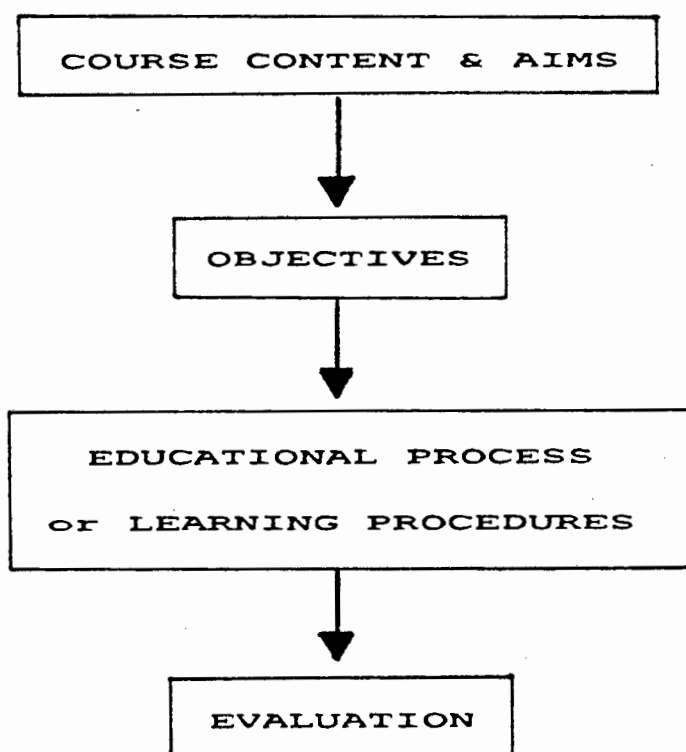 COURSE CONTENT & AIMS
OBJECTIVES
EDUCATIONAL PROCESS
or LEARNING PROCEDURES
EVALUATION